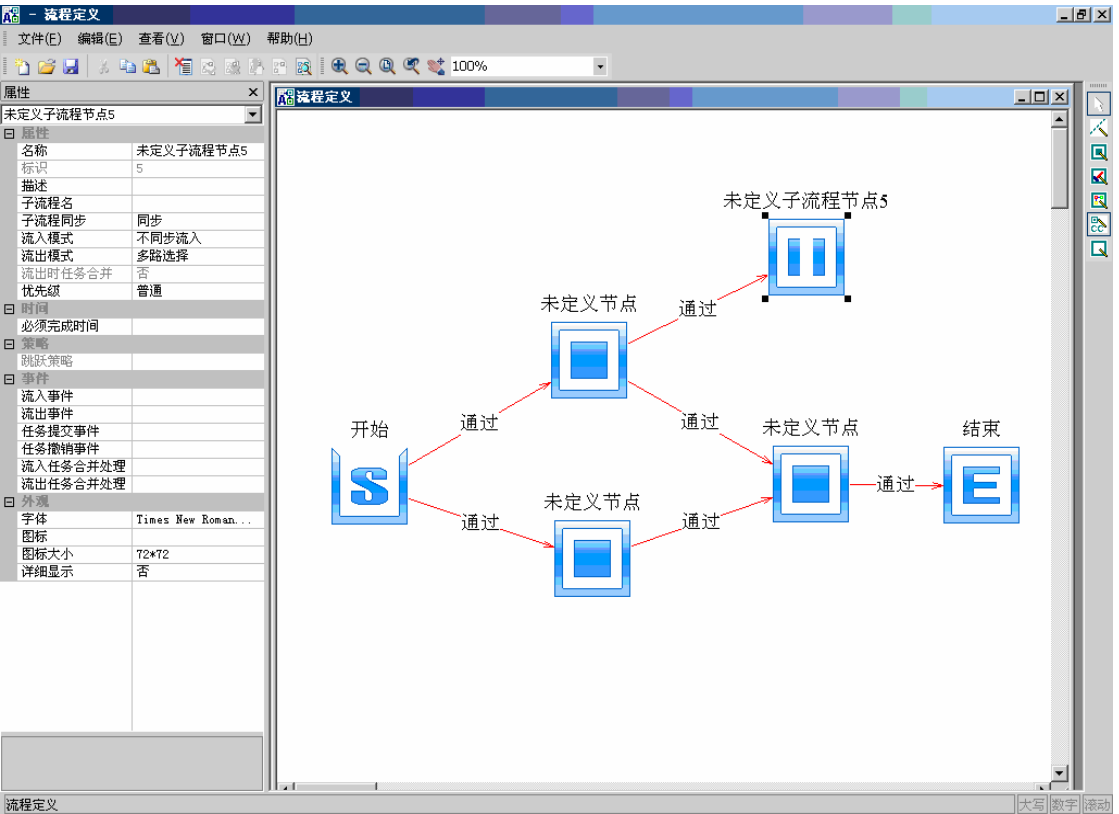 - 流程定义
文件(F) 编辑(E) 查看(V) 窗口(W) 帮助(H)
100%
属性
未定义子流程节点5
属性
名称 未定义子流程节点5
标识 5
描述
子流程名
子流程同步 同步
流入模式 不同步流入
流出模式 多路选择
流出时任务合并 否
优先级 普通
时间
必须完成时间
策略
跳跃策略
事件
流入事件
流出事件
任务提交事件
任务撤销事件
流入任务合并处理
流出任务合并处理
外观
字体 Times New Roman...
图标
图标大小 72*72
详细显示 否
流程定义
未定义子流程节点5
未定义节点
通过
通过
通过
开始
未定义节点
结束
S
通过
E
未定义节点
通过
通过
CC
流程定义
大写 数字 滚动